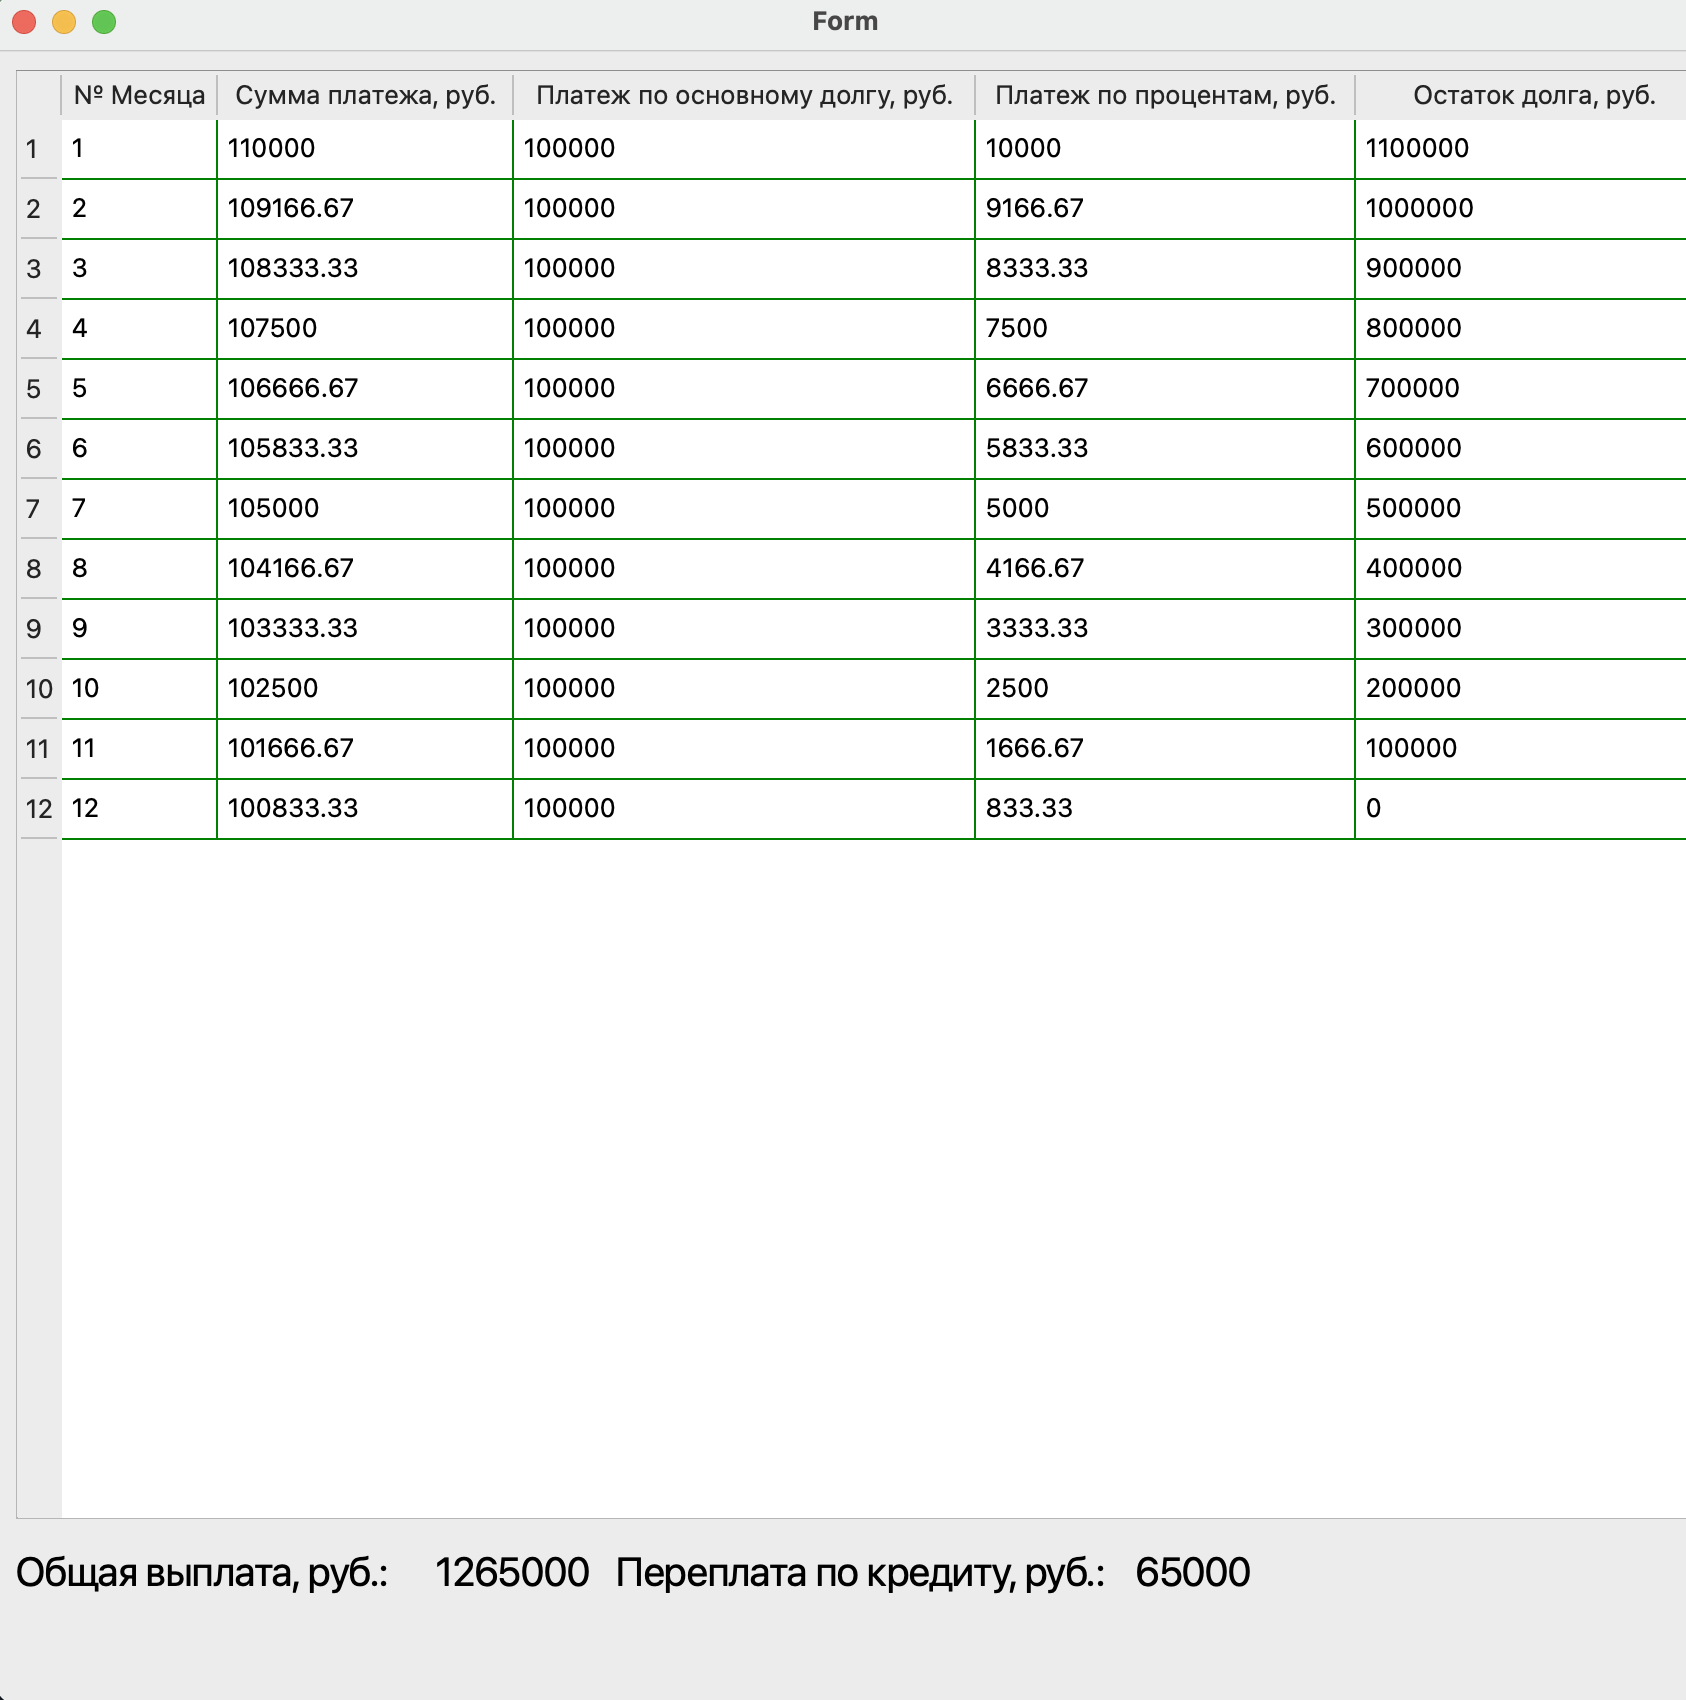 Form
№ Месяца Сумма платежа, руб. Платеж по основному долгу, руб. Платеж по процентам, руб. Остаток долга, руб.
1 1 110000 100000 10000 1100000
2 2 109166.67 100000 9166.67 1000000
3 3 108333.33 100000 8333.33 900000
4 4 107500 100000 7500 800000
5 5 106666.67 100000 6666.67 700000
6 6 105833.33 100000 5833.33 600000
7 7 105000 100000 5000 500000
8 8 104166.67 100000 4166.67 400000
9 9 103333.33 100000 3333.33 300000
10 10 102500 100000 2500 200000
11 11 101666.67 100000 1666.67 100000
12 12 100833.33 100000 833.33 0
Общая выплата, руб.: 1265000 Переплата по кредиту, руб.: 65000